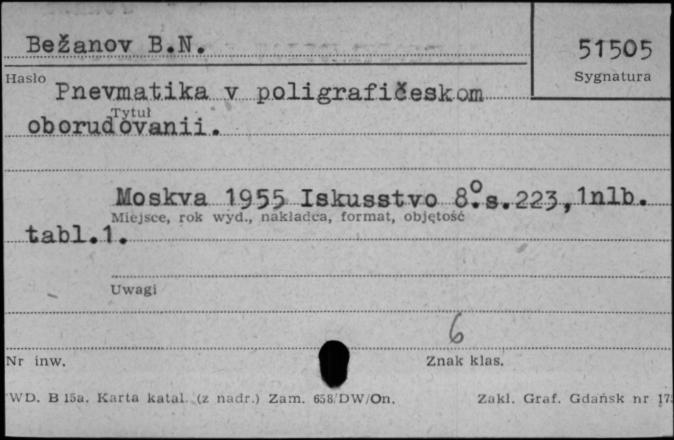 Bežanov B.N.
51505
Hasło
Sygnatura
Pnevmatika v poligrafičeskom
Tytuł
oborudovanii.
Moskva 1955 Iskusstvo 8.° s.223, 1nlb.
Miejsce, rok wyd., nakładca, format, objętość
tabl.1.
Uwagi
6
Nr inw.
Znak klas.
WD. B 15a. Karta katal. (z nadr.) Zam. 658/DW/On.
Zakł. Graf. Gdańsk nr